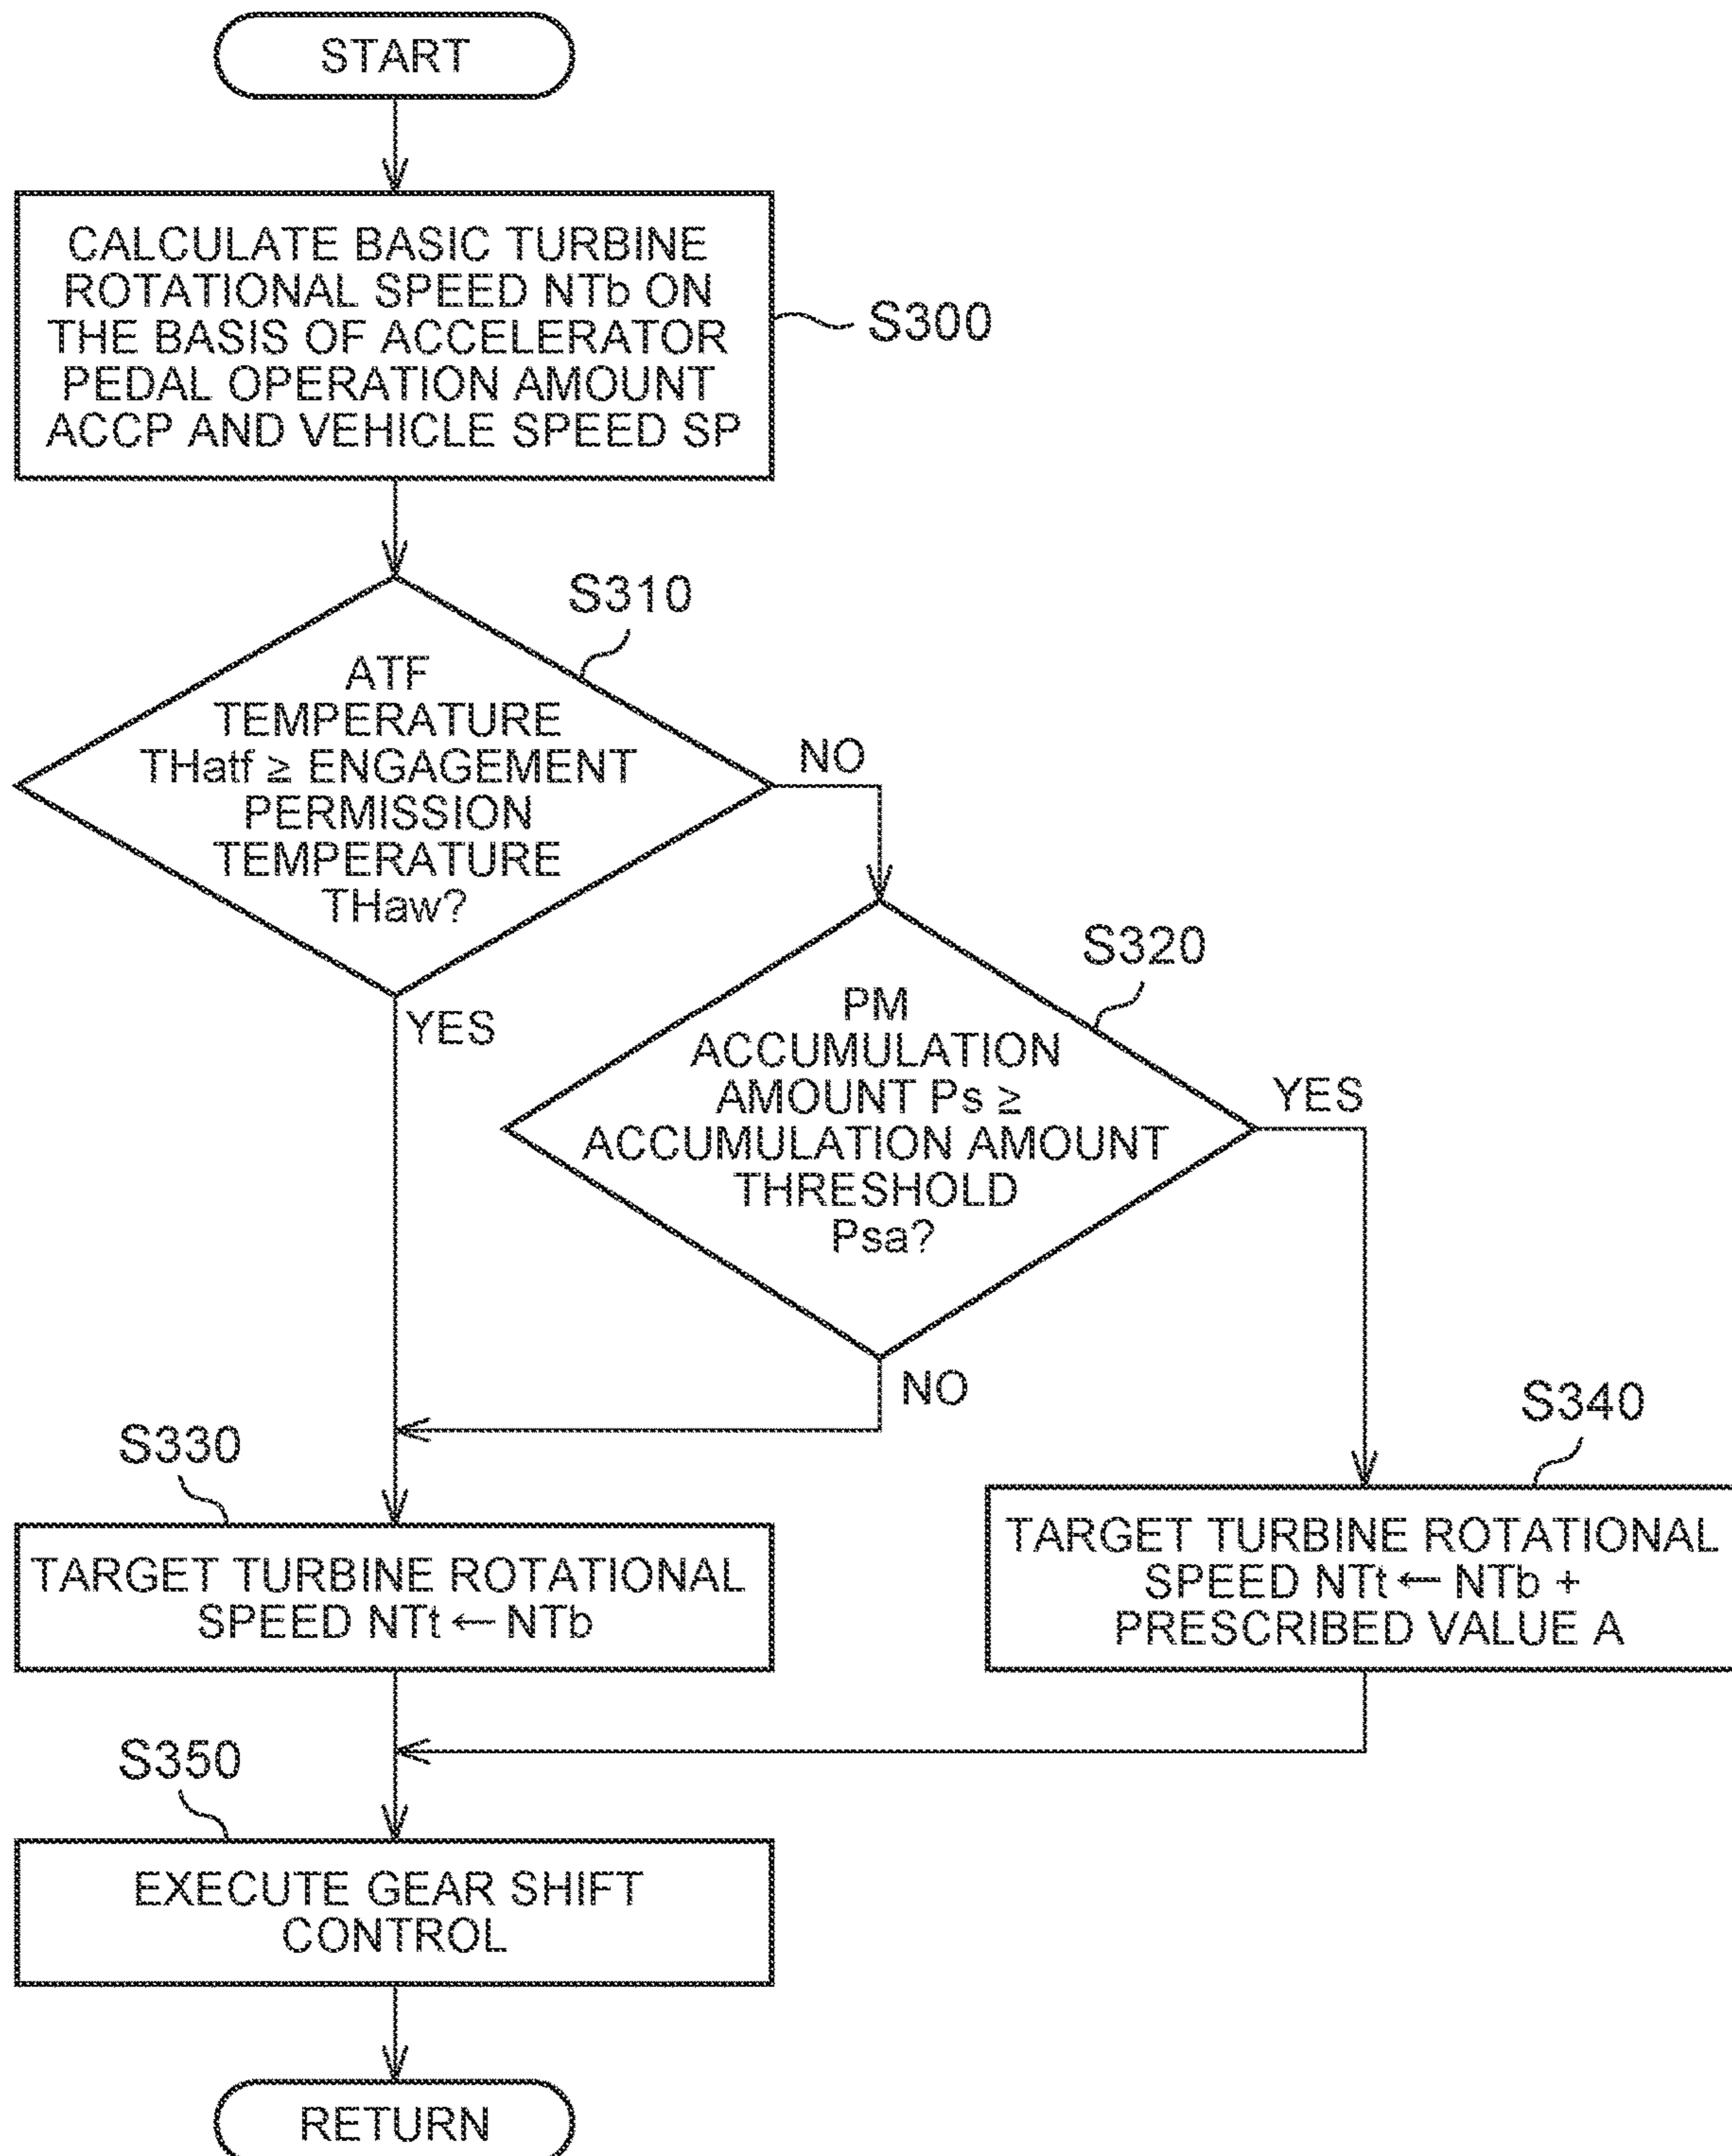 START
CALCULATE BASIC TURBINE
ROTATIONAL SPEED NTb ON
THE BASIS OF ACCELERATOR
PEDAL OPERATION AMOUNT
ACCP AND VEHICLE SPEED SP
S300
S310
ATF
TEMPERATURE
THatf ≥ ENGAGEMENT
PERMISSION
TEMPERATURE
THaw?
NO
YES
S320
PM
ACCUMULATION
AMOUNT Ps ≥
ACCUMULATION AMOUNT
THRESHOLD
Psa?
YES
NO
S330
TARGET TURBINE ROTATIONAL
SPEED NTt ← NTb
S340
TARGET TURBINE ROTATIONAL
SPEED NTt ← NTb +
PRESCRIBED VALUE A
S350
EXECUTE GEAR SHIFT
CONTROL
RETURN